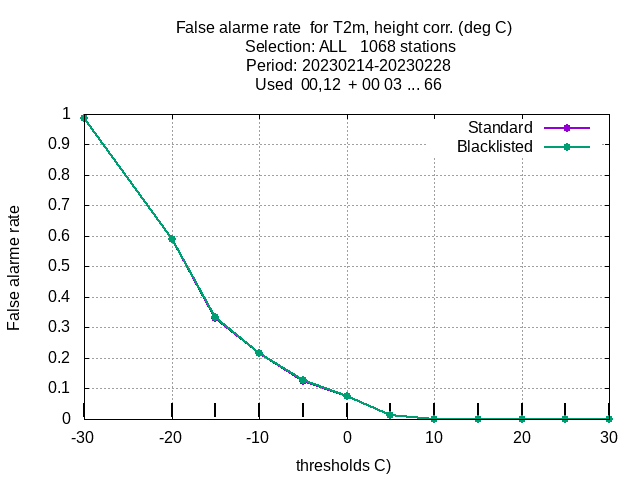 False alarme rate  for T2m, height corr. (deg C)
Selection: ALL   1068 stations
Period: 20230214-20230228
Used  00,12  + 00 03 ... 66
Standard
Blacklisted
False alarme rate
1
0.9
0.8
0.7
0.6
0.5
0.4
0.3
0.2
0.1
0
-30 -20 -10 0 10 20 30
thresholds C)